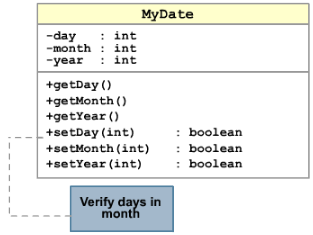 MyDate
-day : int
-month : int
-year : int
+getDay()
+getMonth()
+getYear()
+setDay(int) : boolean
+setMonth(int) : boolean
+setYear(int) : boolean
Verify days in
month